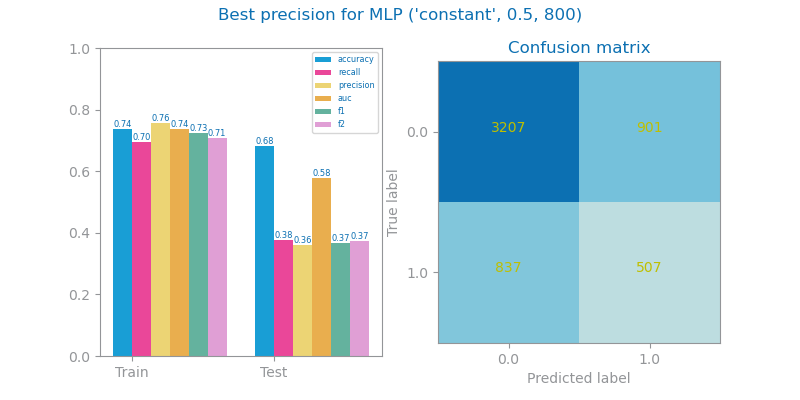 Best precision for MLP ('constant', 0.5, 800)
1.0
0.8
0.6
0.4
0.2
0.0
0.74
0.70
0.76
0.74
0.73
0.71
0.68
0.38
0.36
0.58
0.37
0.37
accuracy
recall
precision
auc
f1
f2
Train
Test
Confusion matrix
True label
0.0
1.0
3207
901
837
507
0.0
1.0
Predicted label